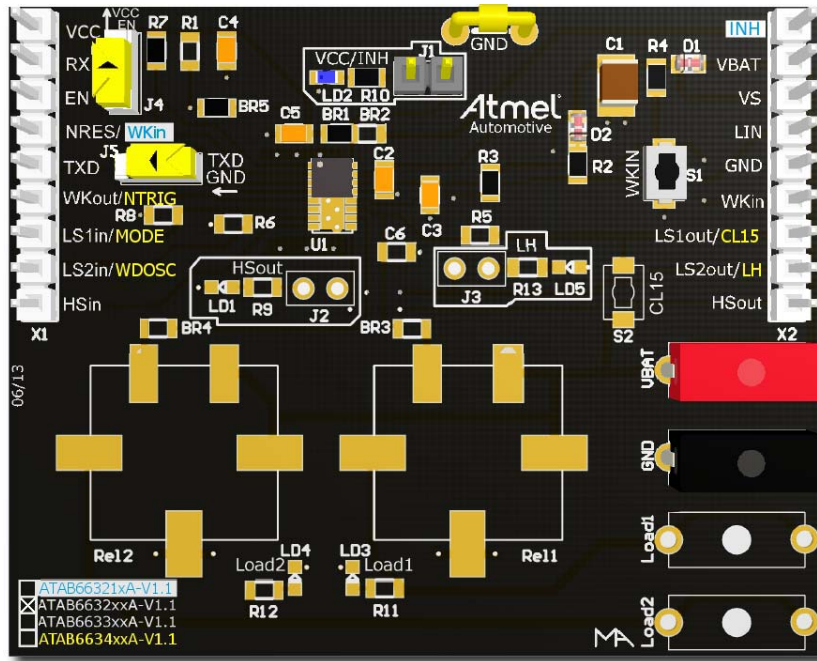 VCC
EN
VCC
RX
EN
NRES/WKin
TXD
WKout/NTRIG
LS1in/MODE
LS2in/WDOSC
HSin
X1
R7
R1
C4
J4
BR5
J5
TXD
GND
R8
R6
VCC/INH
J1
LD2
R10
GND
C5
BR1
BR2
C2
U1
C3
C6
Atmel
Automotive
R3
R5
C1
R4
D1
D2
R2
WKIN
S1
INH
VBAT
VS
LIN
GND
WKin
LS1out/CL15
LS2out/LH
HSout
X2
HSout
LD1
R9
J2
LH
J3
R13
LD5
CL15
S2
BR4
BR3
06/13
VBAT
GND
Load1
Load2
Rel2
Rel1
Load2
LD4
LD3
Load1
R12
R11
ATAB66321xA-V1.1
ATAB6632xxA-V1.1
ATAB6633xxA-V1.1
ATAB6634xxA-V1.1
MA